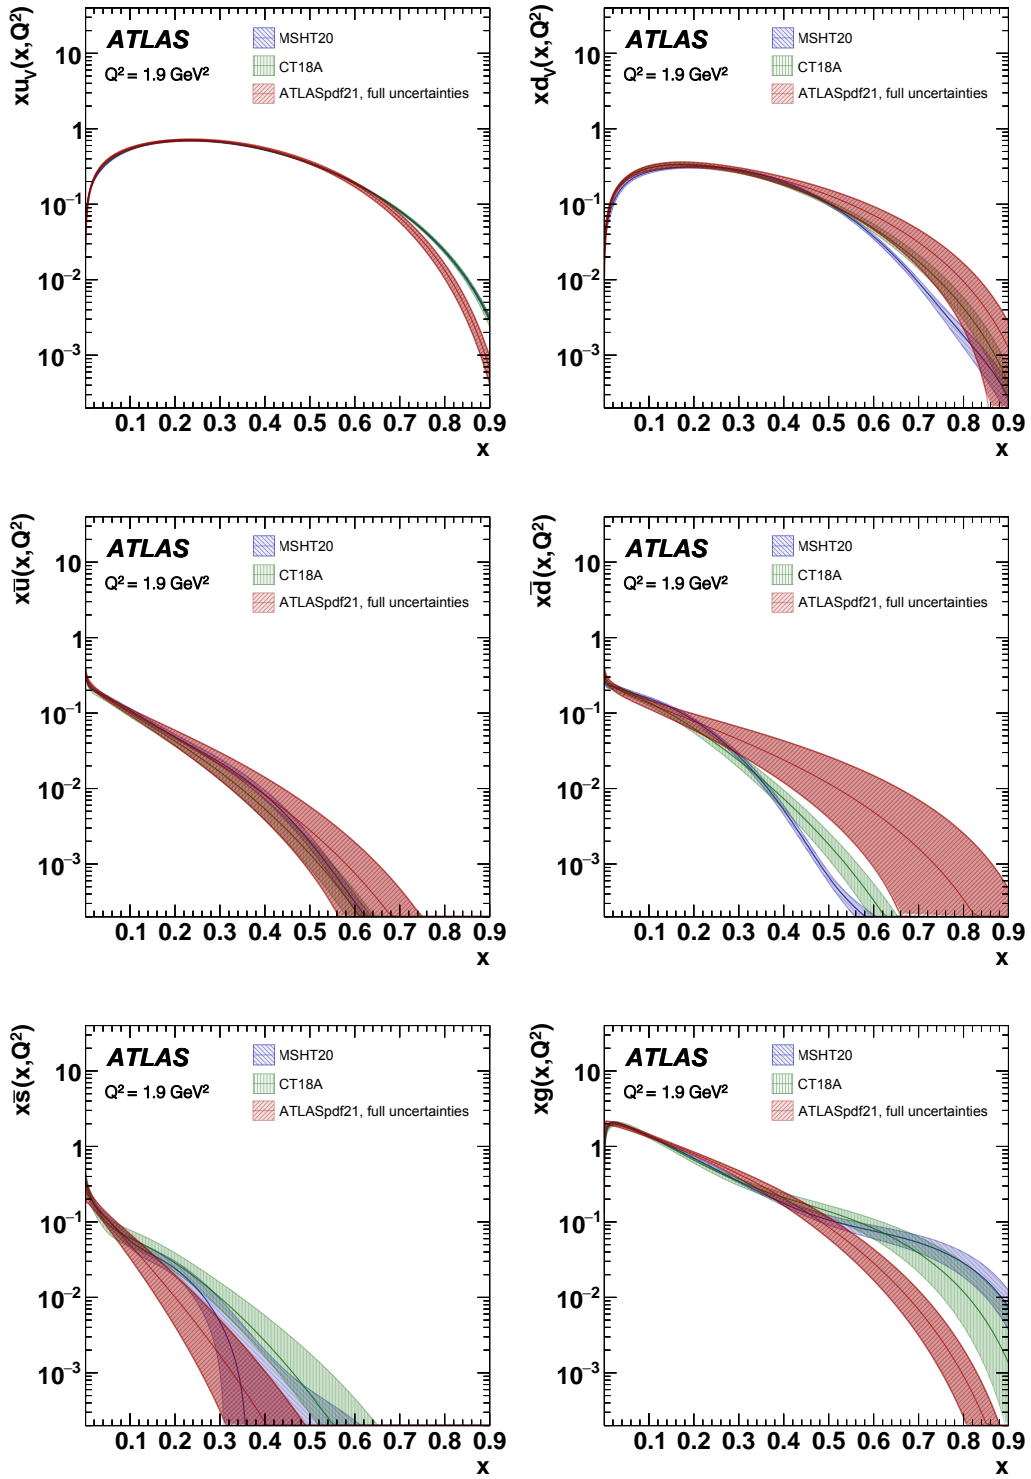 xu_V(x,Q²)
ATLAS
Q² = 1.9 GeV²
MSHT20
CT18A
ATLASpdf21, full uncertainties
10
1
10⁻¹
10⁻²
10⁻³
0.1 0.2 0.3 0.4 0.5 0.6 0.7 0.8 0.9
x
xd_V(x,Q²)
ATLAS
Q² = 1.9 GeV²
MSHT20
CT18A
ATLASpdf21, full uncertainties
10
1
10⁻¹
10⁻²
10⁻³
0.1 0.2 0.3 0.4 0.5 0.6 0.7 0.8 0.9
x
xū(x,Q²)
ATLAS
Q² = 1.9 GeV²
MSHT20
CT18A
ATLASpdf21, full uncertainties
10
1
10⁻¹
10⁻²
10⁻³
0.1 0.2 0.3 0.4 0.5 0.6 0.7 0.8 0.9
x
xd̅(x,Q²)
ATLAS
Q² = 1.9 GeV²
MSHT20
CT18A
ATLASpdf21, full uncertainties
10
1
10⁻¹
10⁻²
10⁻³
0.1 0.2 0.3 0.4 0.5 0.6 0.7 0.8 0.9
x
xs̅(x,Q²)
ATLAS
Q² = 1.9 GeV²
MSHT20
CT18A
ATLASpdf21, full uncertainties
10
1
10⁻¹
10⁻²
10⁻³
0.1 0.2 0.3 0.4 0.5 0.6 0.7 0.8 0.9
x
xg(x,Q²)
ATLAS
Q² = 1.9 GeV²
MSHT20
CT18A
ATLASpdf21, full uncertainties
10
1
10⁻¹
10⁻²
10⁻³
0.1 0.2 0.3 0.4 0.5 0.6 0.7 0.8 0.9
x